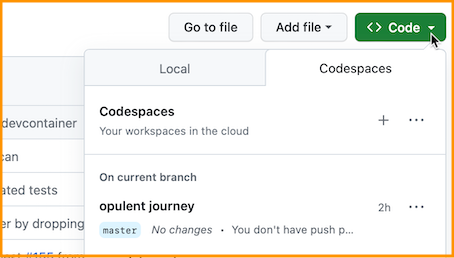 Go to file
Add file
<> Code
Local
Codespaces
Codespaces
Your workspaces in the cloud
devcontainer
can
ated tests
er by dropping
On current branch
opulent journey
2h
master
No changes • You don't have push p...